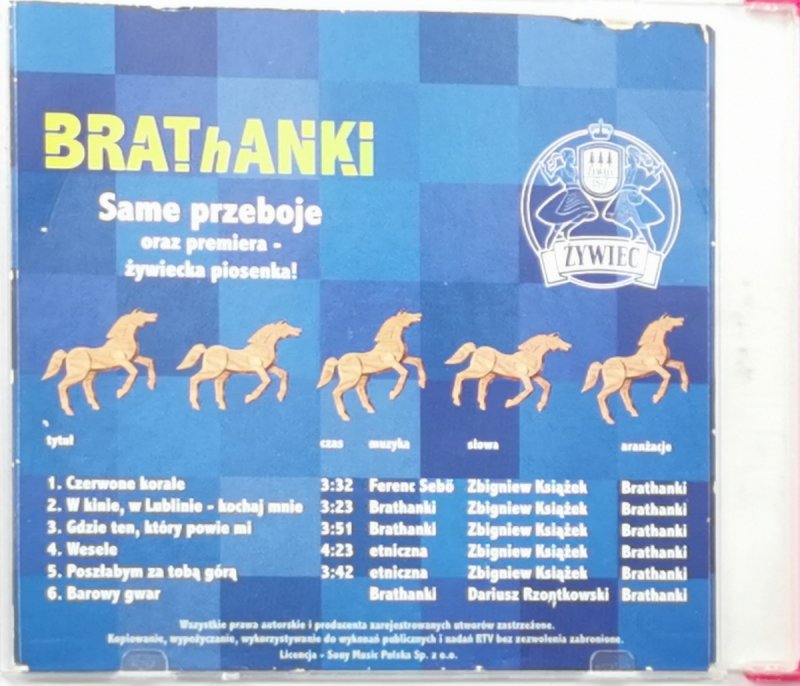 BRAThANKI
Same przeboje
oraz premiera -
żywiecka piosenka!
ŻYWIEC
ŻYWIEC
tytuł czas muzyka słowa aranżacje
1. Czerwone korale 3:32 Ferenc Sebő Zbigniew Książek Brathanki
2. W kinie, w Lublinie - kochaj mnie 3:23 Brathanki Zbigniew Książek Brathanki
3. Gdzie ten, który powie mi 3:51 Brathanki Zbigniew Książek Brathanki
4. Wesele 4:23 etniczna Zbigniew Książek Brathanki
5. Poszłabym za tobą górą 3:42 etniczna Zbigniew Książek Brathanki
6. Barowy gwar Brathanki Dariusz Rzontkowski Brathanki
Wszystkie prawa autorskie i producenta zarejestrowanych utworów zastrzeżone.
Kopiowanie, wypożyczanie, wykorzystywanie do wykonań publicznych i nadań RTV bez zezwolenia zabronione.
Licencja - Sony Music Polska Sp. z o.o.